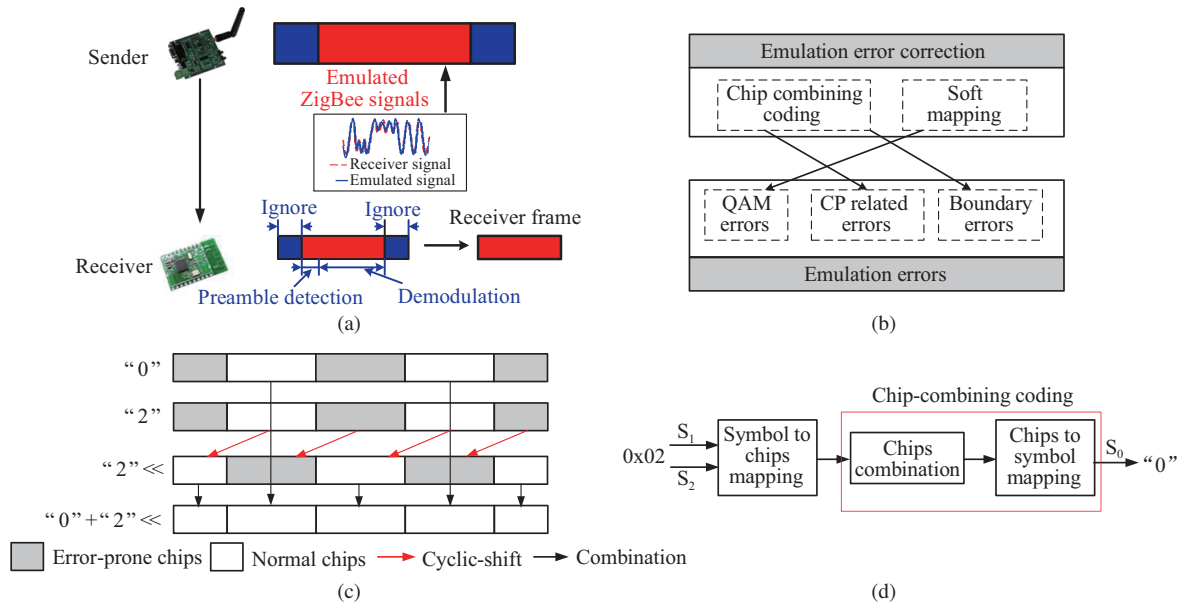 Sender
Emulated
ZigBee signals
Receiver signal
Emulated signal
Ignore
Ignore
Receiver frame
Receiver
Preamble detection
Demodulation
(a)
Emulation error correction
Chip combining
coding
Soft
mapping
QAM
errors
CP related
errors
Boundary
errors
Emulation errors
(b)
“0”
“2”
“2”≪
“0”+“2”≪
Error-prone chips
Normal chips
Cyclic-shift
Combination
(c)
Chip-combining coding
0x02
S1
S2
Symbol to
chips
mapping
Chips
combination
Chips to
symbol
mapping
S0
“0”
(d)